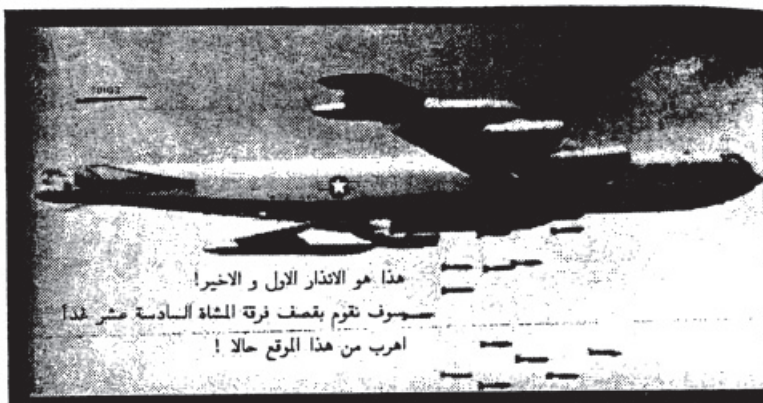 هذا هو الانذار الاول و الاخير!
سوف نقوم بقصف فرقة المشاة السادسة عشر غداً
اهرب من هذا الموقع حالا !